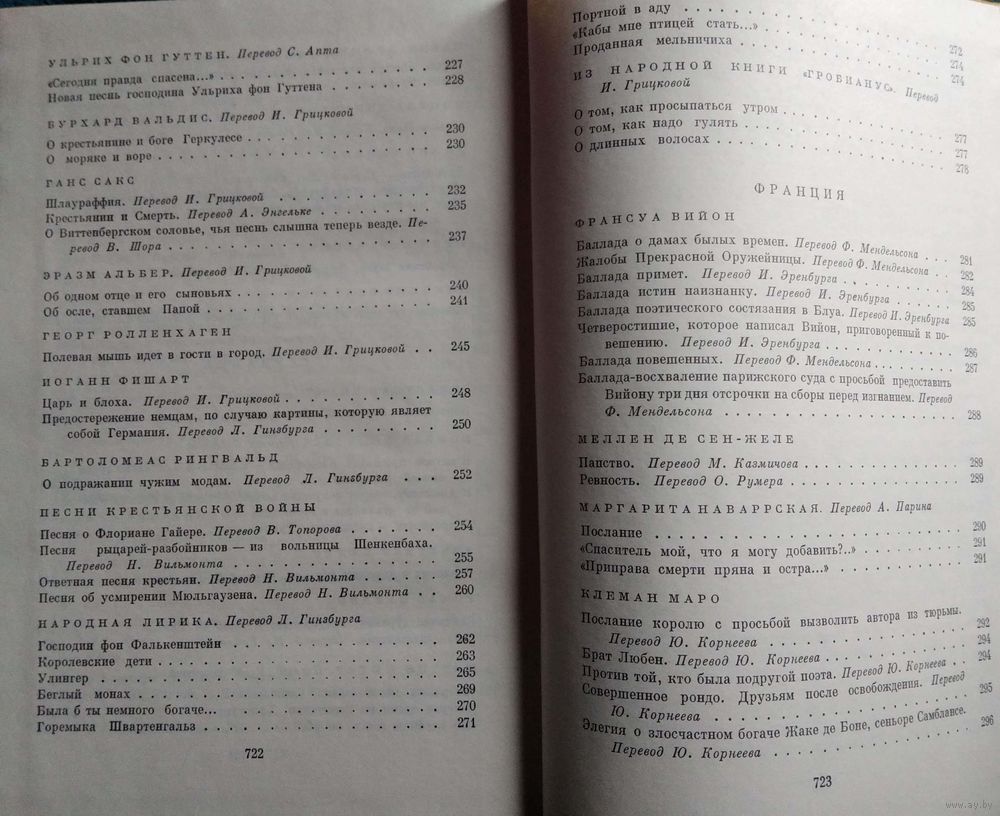 УЛЬРИХ ФОН ГУТТЕН. Перевод С. Апта
«Сегодня правда спасена...» . . . . . . . . . . . . 227
Новая песнь господина Ульриха фон Гуттена . . . . . . . 228
БУРХАРД ВАЛЬДИС. Перевод И. Грицковой
О крестьянине и боге Геркулесе . . . . . . . . . . . . 230
О моряке и воре . . . . . . . . . . . . 230
ГАНС САКС
Шлаураффия. Перевод И. Грицковой . . . . . . . . . . . . 232
Крестьянин и Смерть. Перевод А. Энгельке . . . . . . . . 235
О Виттенбергском соловье, чья песнь слышна теперь везде. Пе-
ревод В. Шора . . . . . . . . . . . . 237
ЭРАЗМ АЛЬБЕР. Перевод И. Грицковой
Об одном отце и его сыновьях . . . . . . . . . . . . 240
Об осле, ставшем Папой . . . . . . . . . . . . 241
ГЕОРГ РОЛЛЕНХАГЕН
Полевая мышь идет в гости в город. Перевод И. Грицковой . . 245
ИОГАНН ФИШАРТ
Царь и блоха. Перевод И. Грицковой . . . . . . . . . . . 248
Предостережение немцам, по случаю картины, которую являет
собой Германия. Перевод Л. Гинзбурга . . . . . . . . 250
БАРТОЛОМЕАС РИНГВАЛЬД
О подражании чужим модам. Перевод Л. Гинзбурга . . . 252
ПЕСНИ КРЕСТЬЯНСКОЙ ВОЙНЫ
Песня о Флориане Гайере. Перевод В. Топорова . . . . . . . 254
Песня рыцарей-разбойников — из вольницы Шенкенбаха.
Перевод Н. Вильмонта . . . . . . . . . . . . 255
Ответная песня крестьян. Перевод Н. Вильмонта . . . . . . 257
Песня об усмирении Мюльгаузена. Перевод Н. Вильмонта . . 260
НАРОДНАЯ ЛИРИКА. Перевод Л. Гинзбурга
Господин фон Фалькенштейн . . . . . . . . . . . . 262
Королевские дети . . . . . . . . . . . . 263
Улингер . . . . . . . . . . . . 265
Беглый монах . . . . . . . . . . . . 269
Была б ты немного богаче... . . . . . . . . . . . . 270
Горемыка Швартенгальз . . . . . . . . . . . . 271
722
Портной в аду . . . . . . . . . . . .
«Кабы мне птицей стать...» . . . . . . . . . . . . 272
Проданная мельничиха . . . . . . . . . . . . 274
274
ИЗ НАРОДНОЙ КНИГИ «ГРОБИАНУС». Перевод
И. Грицковой
О том, как просыпаться утром . . . . . . . . . . . . 277
О том, как надо гулять . . . . . . . . . . . . 277
О длинных волосах . . . . . . . . . . . . 278
ФРАНЦИЯ
ФРАНСУА ВИЙОН
Баллада о дамах былых времен. Перевод Ф. Мендельсона . . . 281
Жалобы Прекрасной Оружейницы. Перевод Ф. Мендельсона . . 282
Баллада примет. Перевод И. Эренбурга . . . . . . . . . 284
Баллада истин наизнанку. Перевод И. Эренбурга . . . . . . 285
Баллада поэтического состязания в Блуа. Перевод И. Эренбурга 285
Четверостишие, которое написал Вийон, приговоренный к по-
вешению. Перевод И. Эренбурга . . . . . . . . . . . . 286
Баллада повешенных. Перевод Ф. Мендельсона . . . . . . . 287
Баллада-восхваление парижского суда с просьбой предоставить
Вийону три дня отсрочки на сборы перед изгнанием. Перевод
Ф. Мендельсона . . . . . . . . . . . . 288
МЕЛЛЕН ДЕ СЕН-ЖЕЛЕ
Папство. Перевод М. Казмичова . . . . . . . . . . . . 289
Ревность. Перевод О. Румера . . . . . . . . . . . . 289
МАРГАРИТА НАВАРРСКАЯ. Перевод А. Парина
Послание . . . . . . . . . . . . 290
«Спаситель мой, что я могу добавить?..» . . . . . . . . . 291
«Приправа смерти пряна и остра...» . . . . . . . . . . . 291
КЛЕМАН МАРО
Послание королю с просьбой вызволить автора из тюрьмы.
Перевод Ю. Корнеева . . . . . . . . . . . . 292
Брат Любен. Перевод Ю. Корнеева . . . . . . . . . . . . 294
Против той, кто была подругой поэта. Перевод Ю. Корнеева . . 294
Совершенное рондо. Друзьям после освобождения. Перевод
Ю. Корнеева . . . . . . . . . . . . 295
Элегия о злосчастном богаче Жаке де Боне, сеньоре Самблансе.
Перевод Ю. Корнеева . . . . . . . . . . . . 296
723
www.ay.by